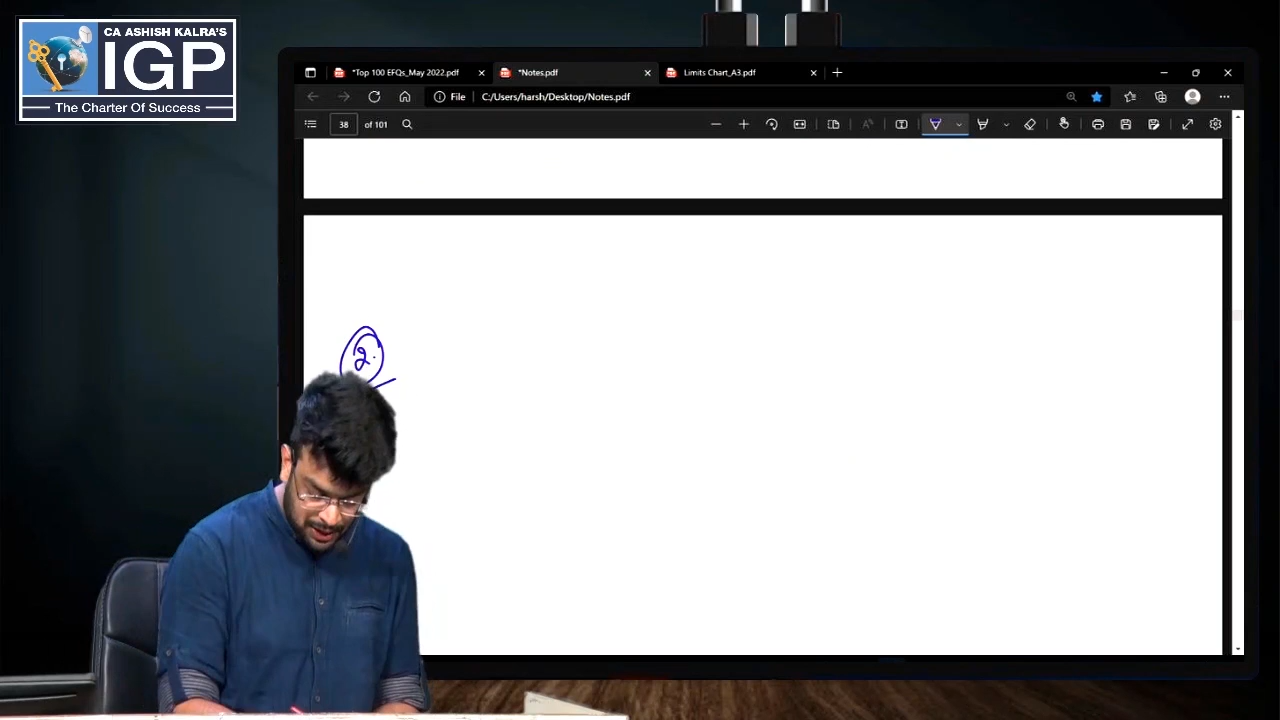 CA ASHISH KALRA'S
IGP
The Charter Of Success
*Top 100 EFQs_May 2022.pdf
*Notes.pdf
Limits Chart_A3.pdf
File
C:/Users/harsh/Desktop/Notes.pdf
38 of 101
2.